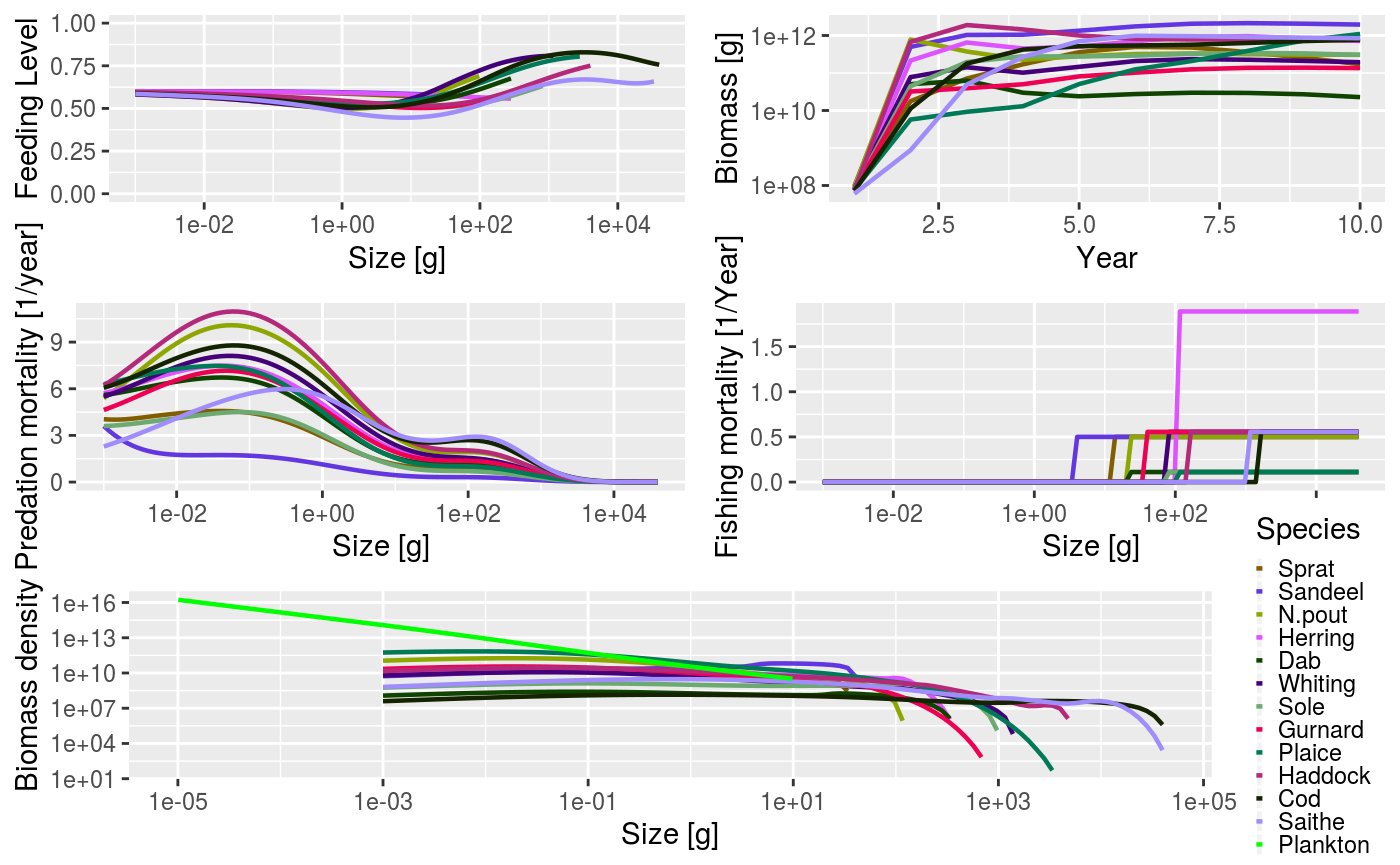 Feeding Level
1.00
0.75
0.50
0.25
0.00
1e-02 1e+00 1e+02 1e+04
Size [g]
Biomass [g]
1e+12
1e+10
1e+08
2.5 5.0 7.5 10.0
Year
Predation mortality [1/year]
9
6
3
0
1e-02 1e+00 1e+02 1e+04
Size [g]
Fishing mortality [1/Year]
1.5
1.0
0.5
0.0
1e-02 1e+00 1e+02
Size [g]
Biomass density
1e+16
1e+13
1e+10
1e+07
1e+04
1e+01
1e-05 1e-03 1e-01 1e+01 1e+03 1e+05
Size [g]
Species
Sprat
Sandeel
N.pout
Herring
Dab
Whiting
Sole
Gurnard
Plaice
Haddock
Cod
Saithe
Plankton